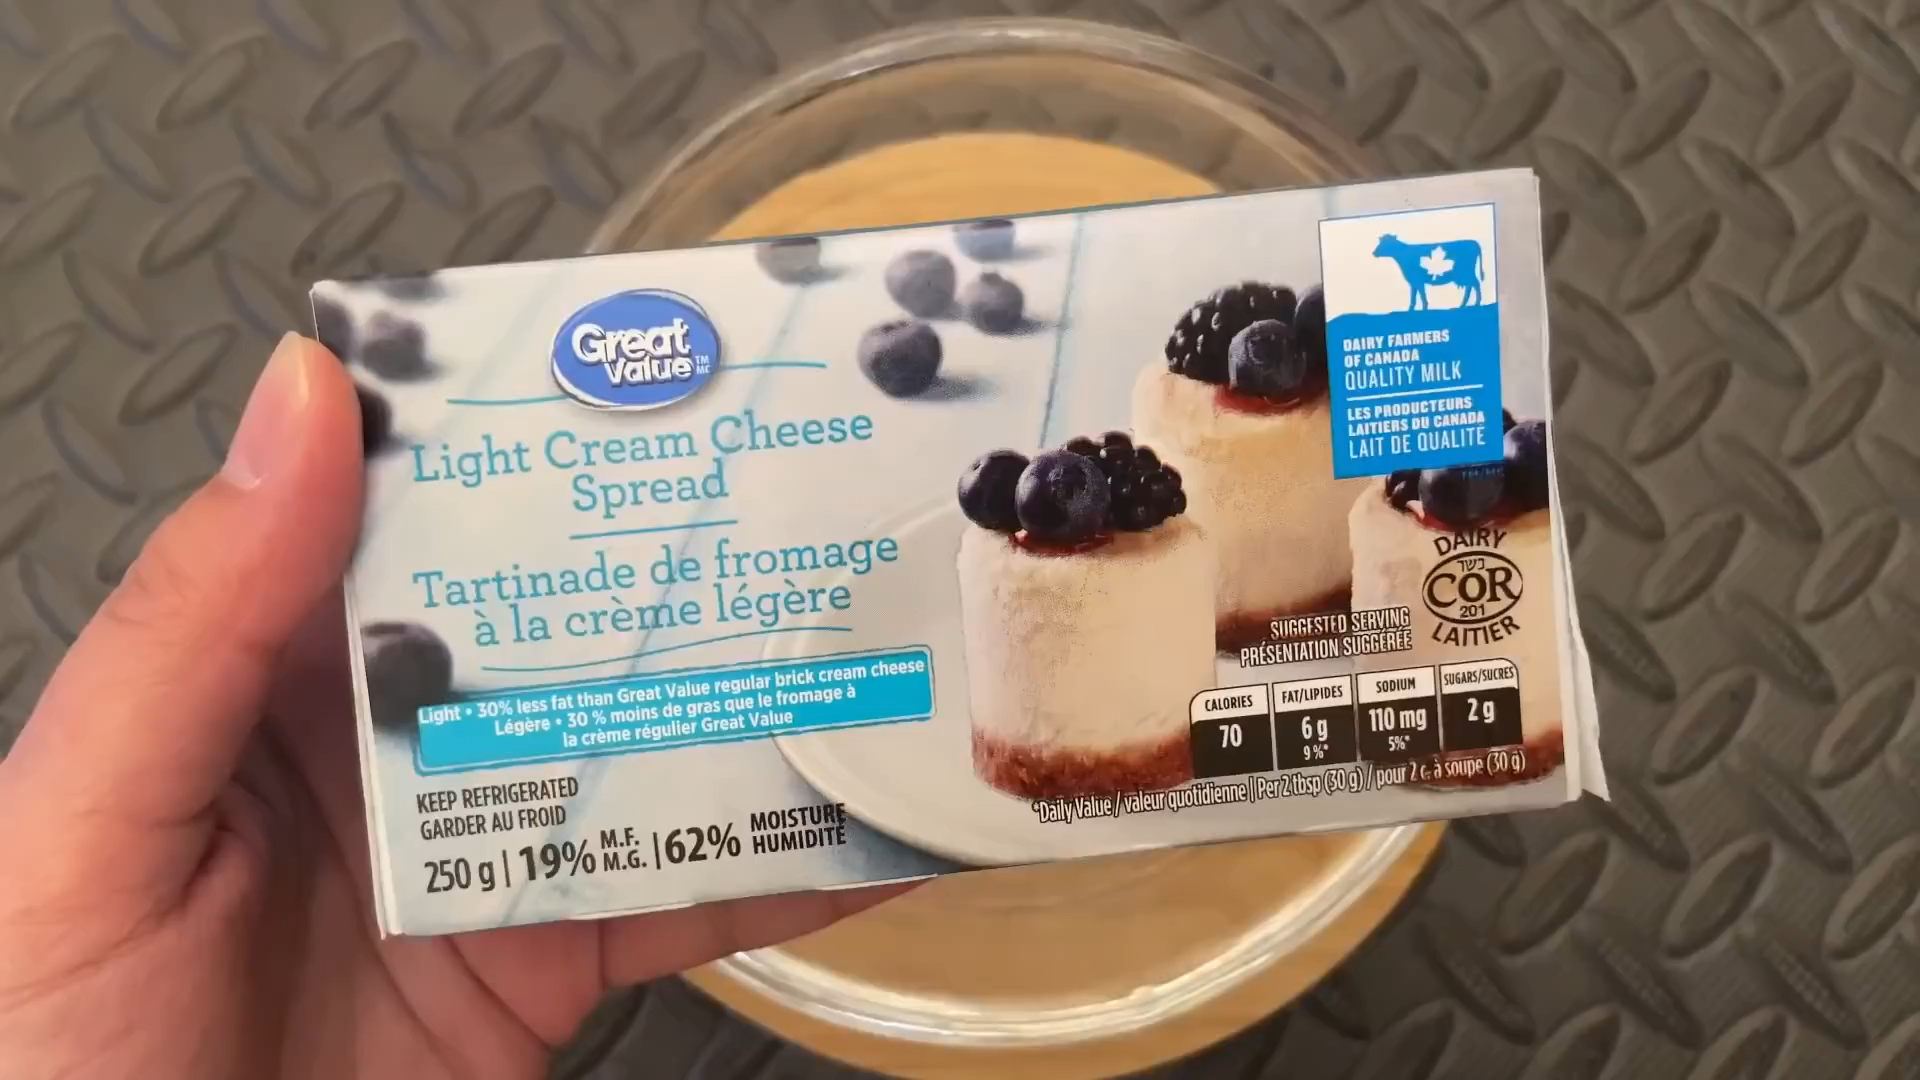 Great
Value TM
MC
Light Cream Cheese
Spread
Tartinade de fromage
à la crème légère
Light • 30% less fat than Great Value regular brick cream cheese
Légère • 30 % moins de gras que le fromage à
la crème régulier Great Value
KEEP REFRIGERATED
GARDER AU FROID
250 g | 19% M.F. M.G. | 62% MOISTURE HUMIDITÉ
DAIRY FARMERS
OF CANADA
QUALITY MILK
LES PRODUCTEURS
LAITIERS DU CANADA
LAIT DE QUALITÉ
TM/MC
DAIRY
כשר
COR
201
LAITIER
SUGGESTED SERVING
PRÉSENTATION SUGGÉRÉE
CALORIES
70
FAT/LIPIDES
6 g
9%*
SODIUM
110 mg
5%*
SUGARS/SUCRES
2 g
*Daily Value / valeur quotidienne | Per 2 tbsp (30 g) / pour 2 c. à soupe (30 g)